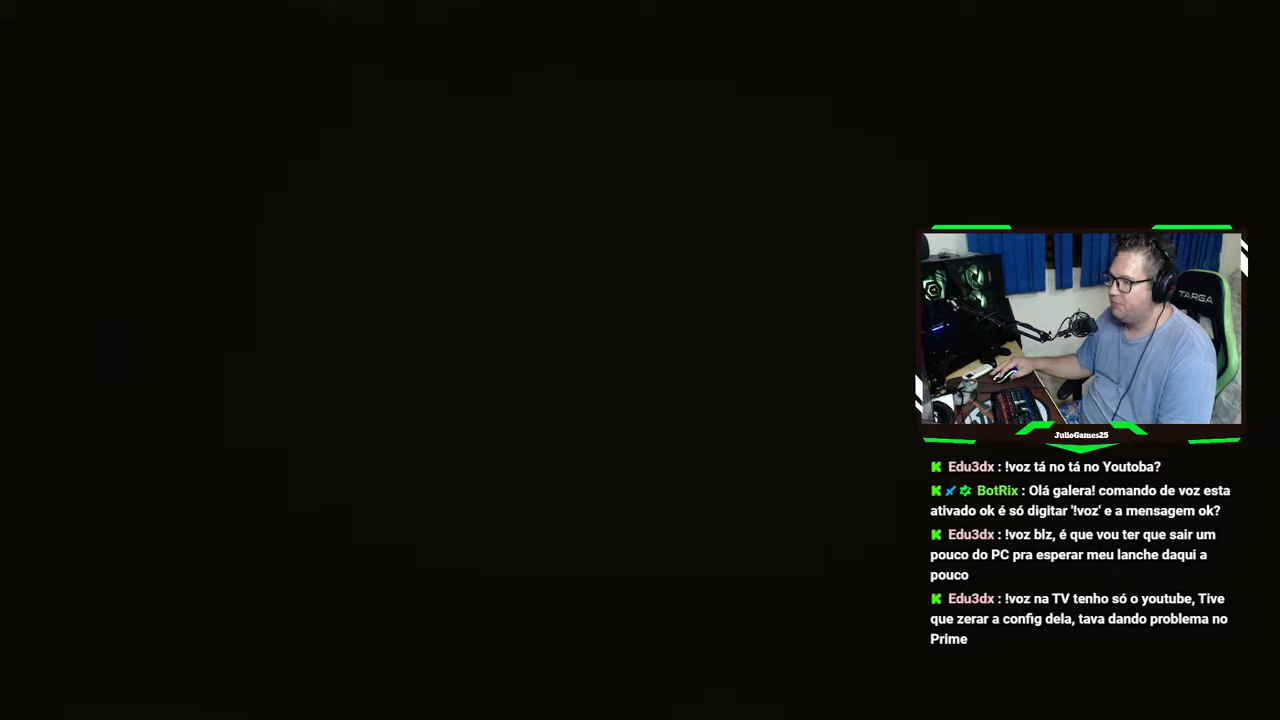 TARGA
JulioGames25
Edu3dx : !voz tá no tá no Youtoba?
BotRix : Olá galera! comando de voz esta
ativado ok é só digitar '!voz' e a mensagem ok?
Edu3dx : !voz blz, é que vou ter que sair um
pouco do PC pra esperar meu lanche daqui a
pouco
Edu3dx : !voz na TV tenho só o youtube, Tive
que zerar a config dela, tava dando problema no
Prime